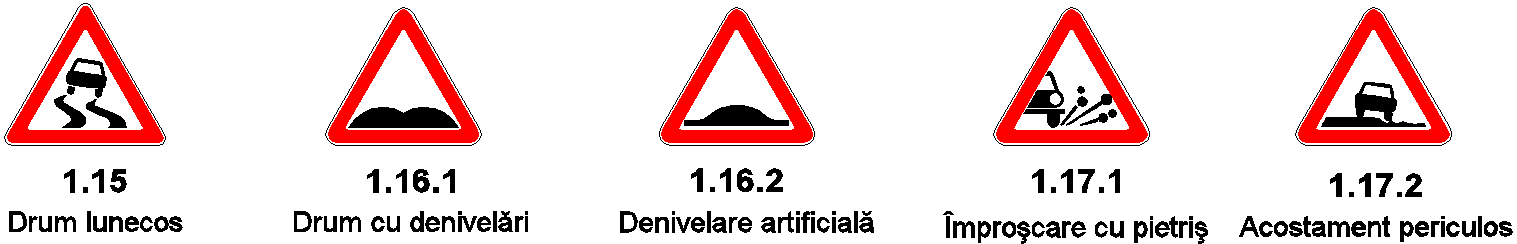 1.15 1.16.1 1.16.2 1.17.1 1.17.2
Drum lunecos Drum cu denivelări Denivelare artificială Împroşcare cu pietriş Acostament periculos